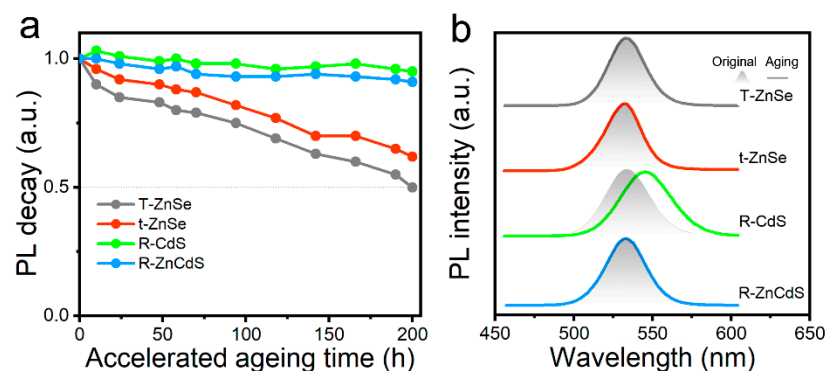 a
PL decay (a.u.)
1.0
0.5
0.0
T-ZnSe
t-ZnSe
R-CdS
R-ZnCdS
0
50
100
150
200
Accelerated ageing time (h)
b
PL intensity (a.u.)
Original Aging
T-ZnSe
t-ZnSe
R-CdS
R-ZnCdS
450
500
550
600
650
Wavelength (nm)